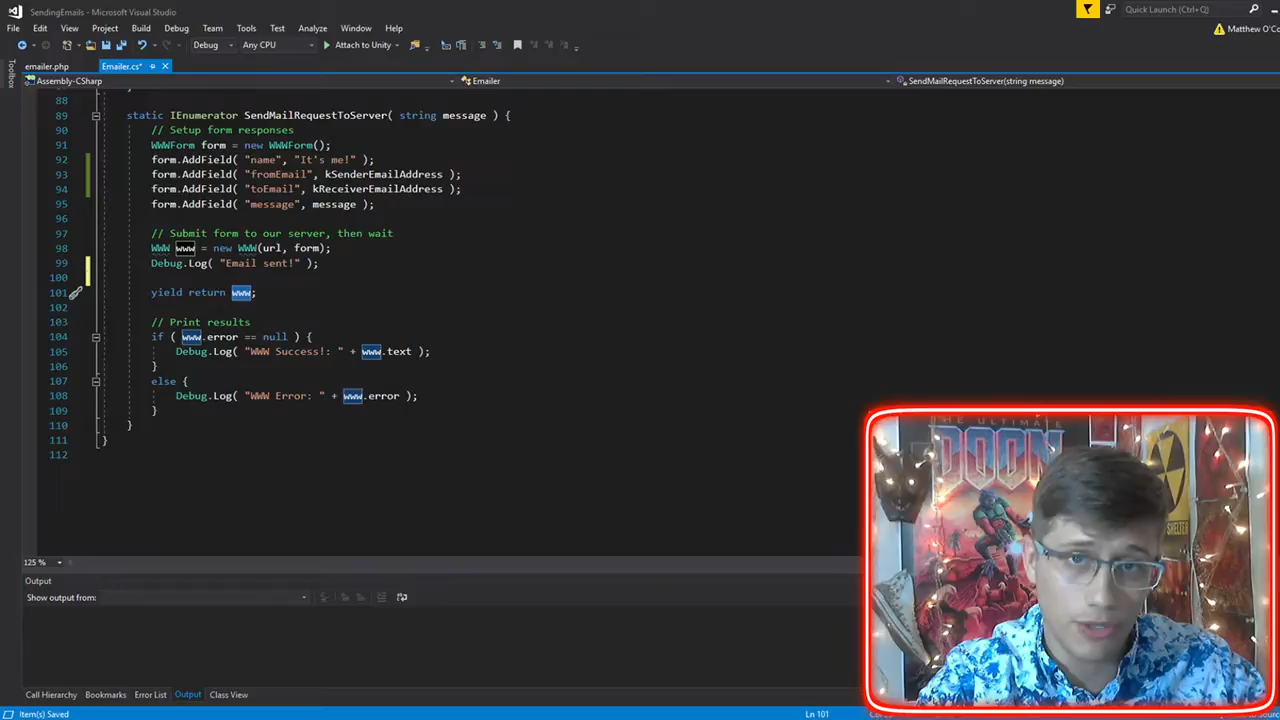 SendingEmails - Microsoft Visual Studio
Quick Launch (Ctrl+Q)
File Edit View Project Build Debug Team Tools Test Analyze Window Help
Matthew O'Co
Debug Any CPU Attach to Unity
Toolbox
emailer.php Emailer.cs*
Assembly-CSharp Emailer SendMailRequestToServer(string message)
88
89 static IEnumerator SendMailRequestToServer( string message ) {
90 // Setup form responses
91 WWWForm form = new WWWForm();
92 form.AddField( "name", "It's me!" );
93 form.AddField( "fromEmail", kSenderEmailAddress );
94 form.AddField( "toEmail", kReceiverEmailAddress );
95 form.AddField( "message", message );
96
97 // Submit form to our server, then wait
98 WWW www = new WWW(url, form);
99 Debug.Log( "Email sent!" );
100
101 yield return www;
102
103 // Print results
104 if ( www.error == null ) {
105 Debug.Log( "WWW Success!: " + www.text );
106 }
107 else {
108 Debug.Log( "WWW Error: " + www.error );
109 }
110 }
111 }
112
THE ULTIMATE
DOOM
SHELTER
125 %
Output
Show output from:
Call Hierarchy Bookmarks Error List Output Class View
Item(s) Saved Ln 101